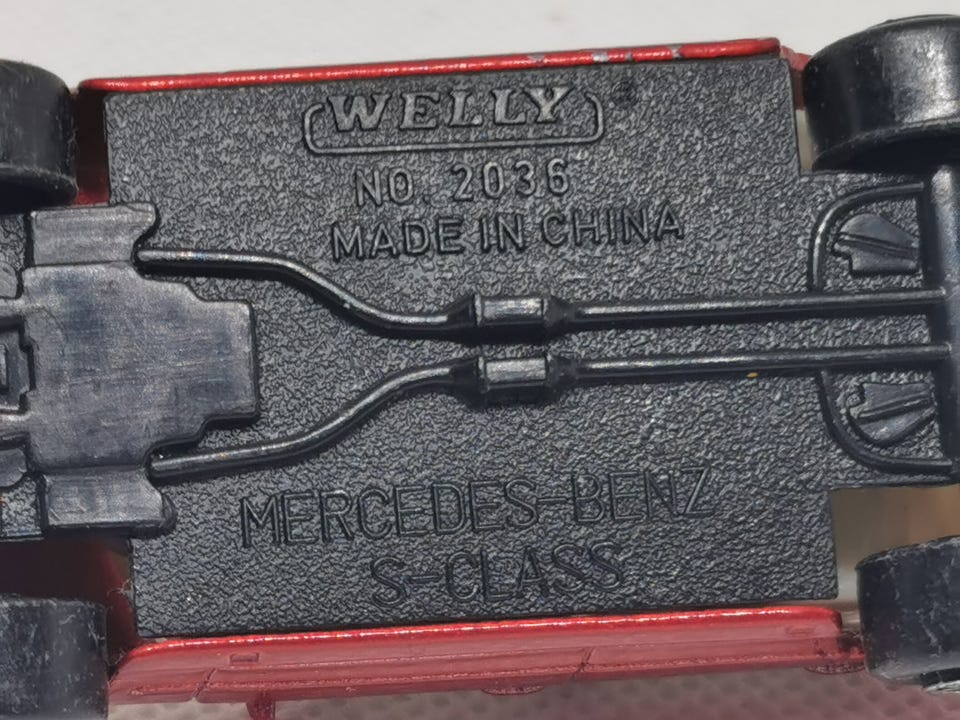 WELLY
NO. 2036
MADE IN CHINA
MERCEDES-BENZ
S-CLASS